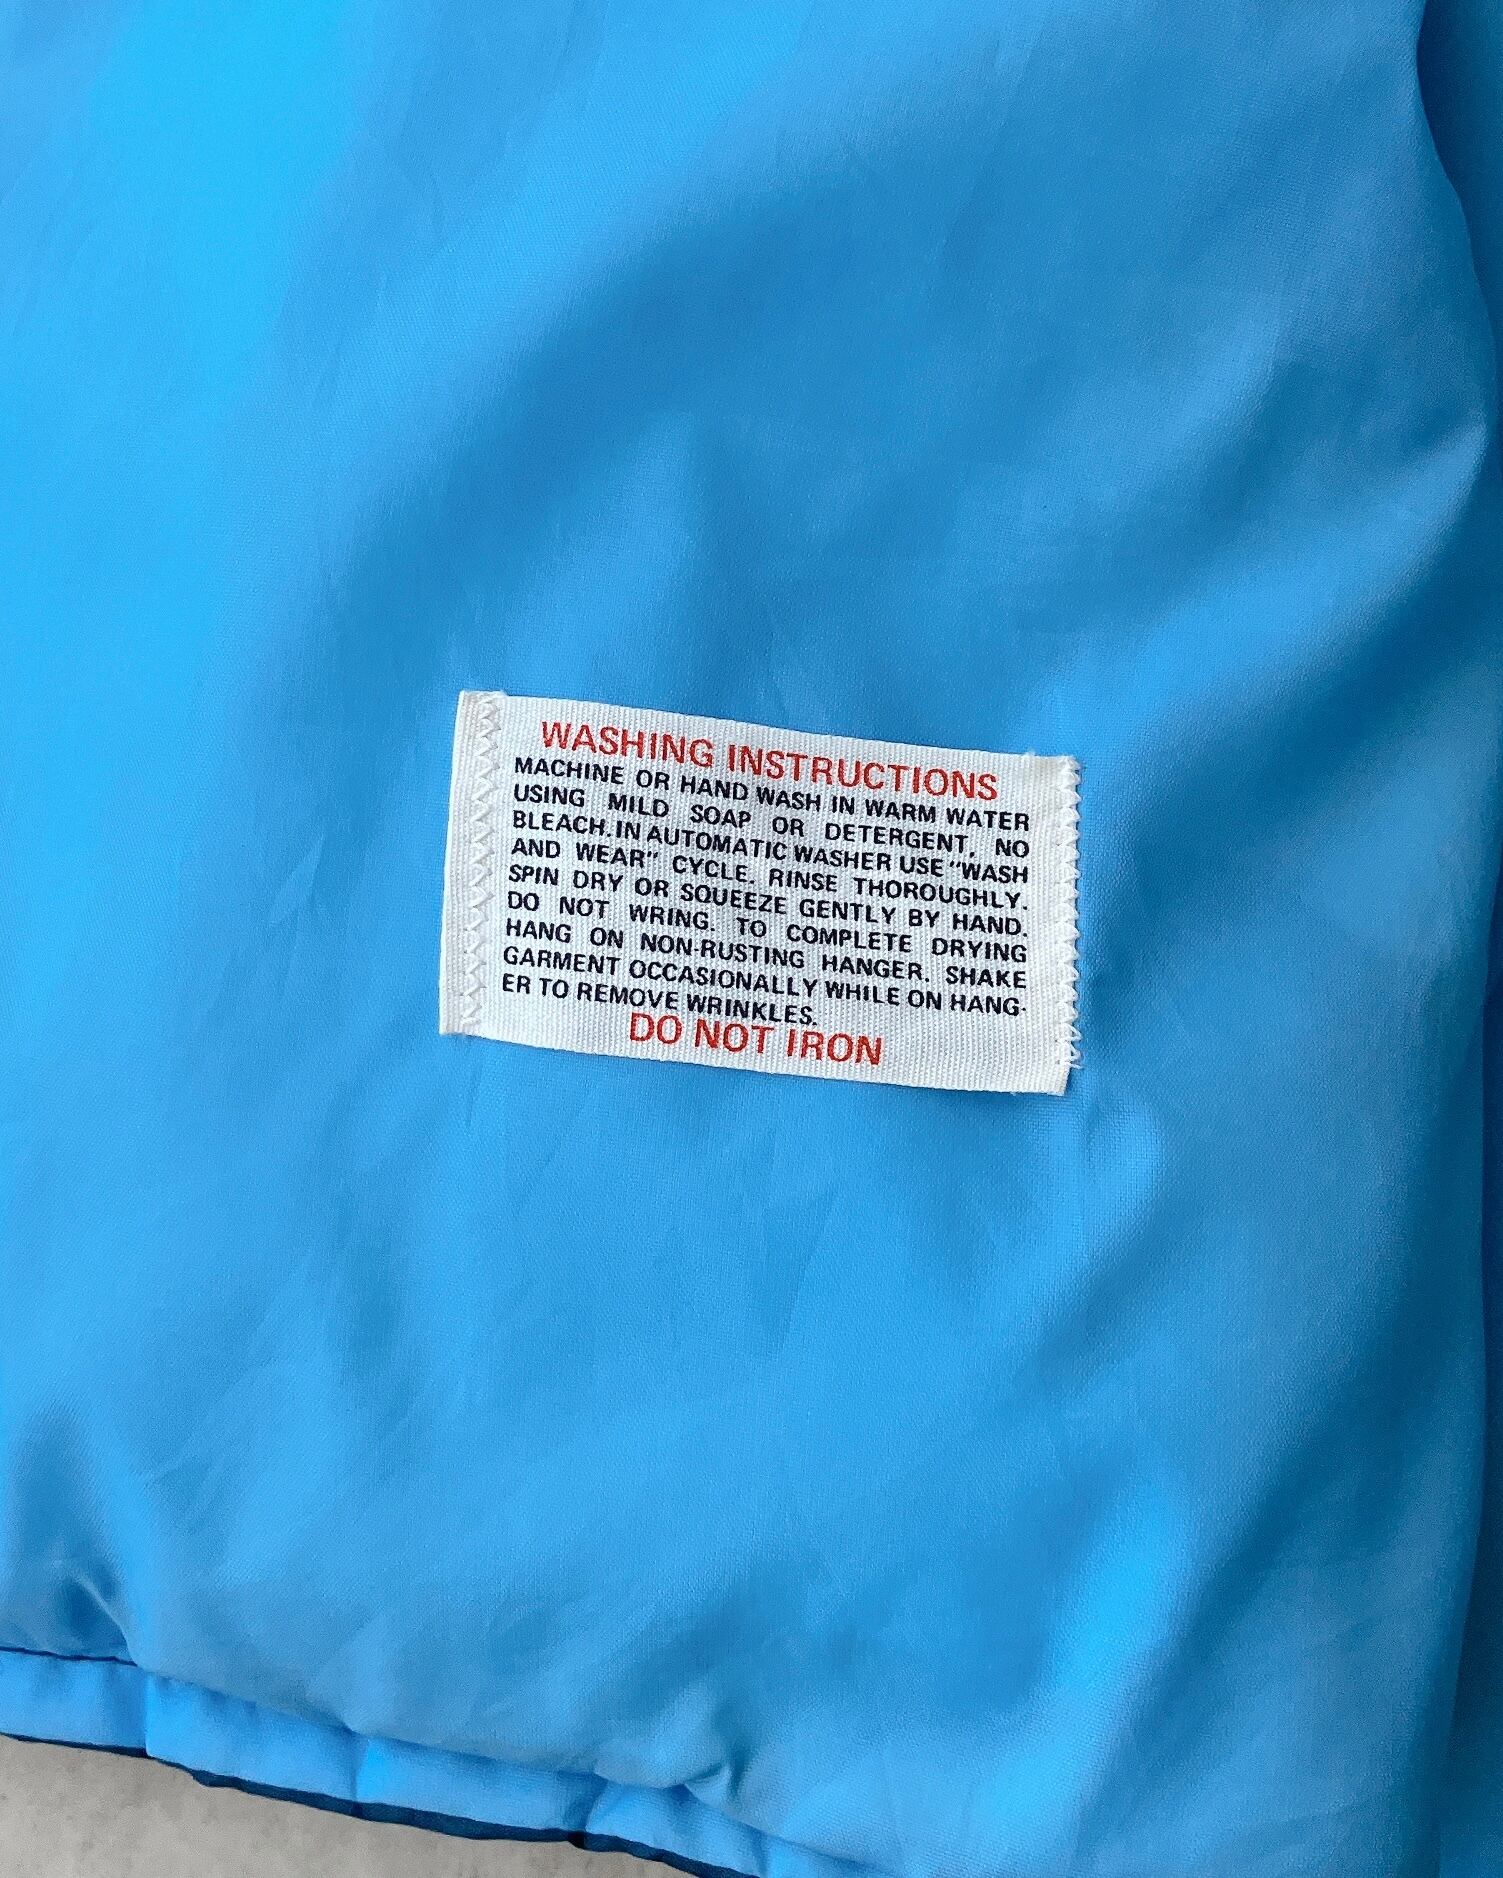 WASHING INSTRUCTIONS
MACHINE OR HAND WASH IN WARM WATER
USING MILD SOAP OR DETERGENT, NO
BLEACH. IN AUTOMATIC WASHER USE "WASH
AND WEAR" CYCLE. RINSE THOROUGHLY.
SPIN DRY OR SQUEEZE GENTLY BY HAND.
DO NOT WRING. TO COMPLETE DRYING
HANG ON NON-RUSTING HANGER. SHAKE
GARMENT OCCASIONALLY WHILE ON HANG-
ER TO REMOVE WRINKLES.
DO NOT IRON